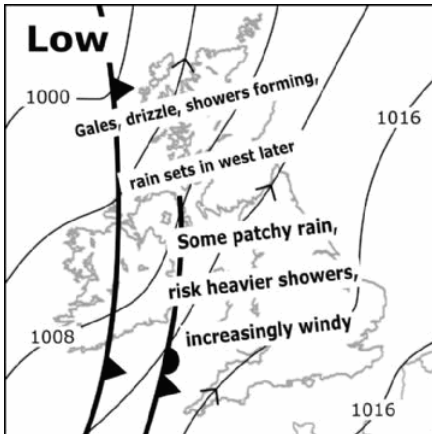 Low
1000
Gales, drizzle, showers forming,
1016
rain sets in west later
Some patchy rain,
risk heavier showers,
increasingly windy
1008
1016